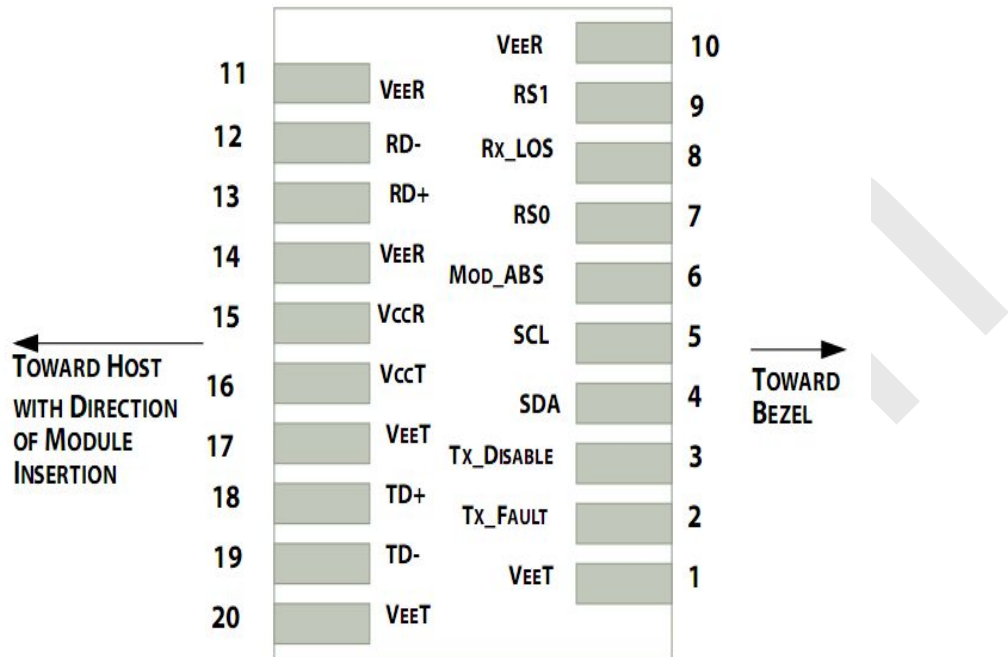 11 VEER
12 RD-
13 RD+
14 VEER
15 VCCR
16 VCCT
17 VEET
18 TD+
19 TD-
20 VEET
VEER 10
RS1 9
RX_LOS 8
RS0 7
MOD_ABS 6
SCL 5
SDA 4
TX_DISABLE 3
TX_FAULT 2
VEET 1
TOWARD HOST
WITH DIRECTION
OF MODULE
INSERTION
TOWARD
BEZEL